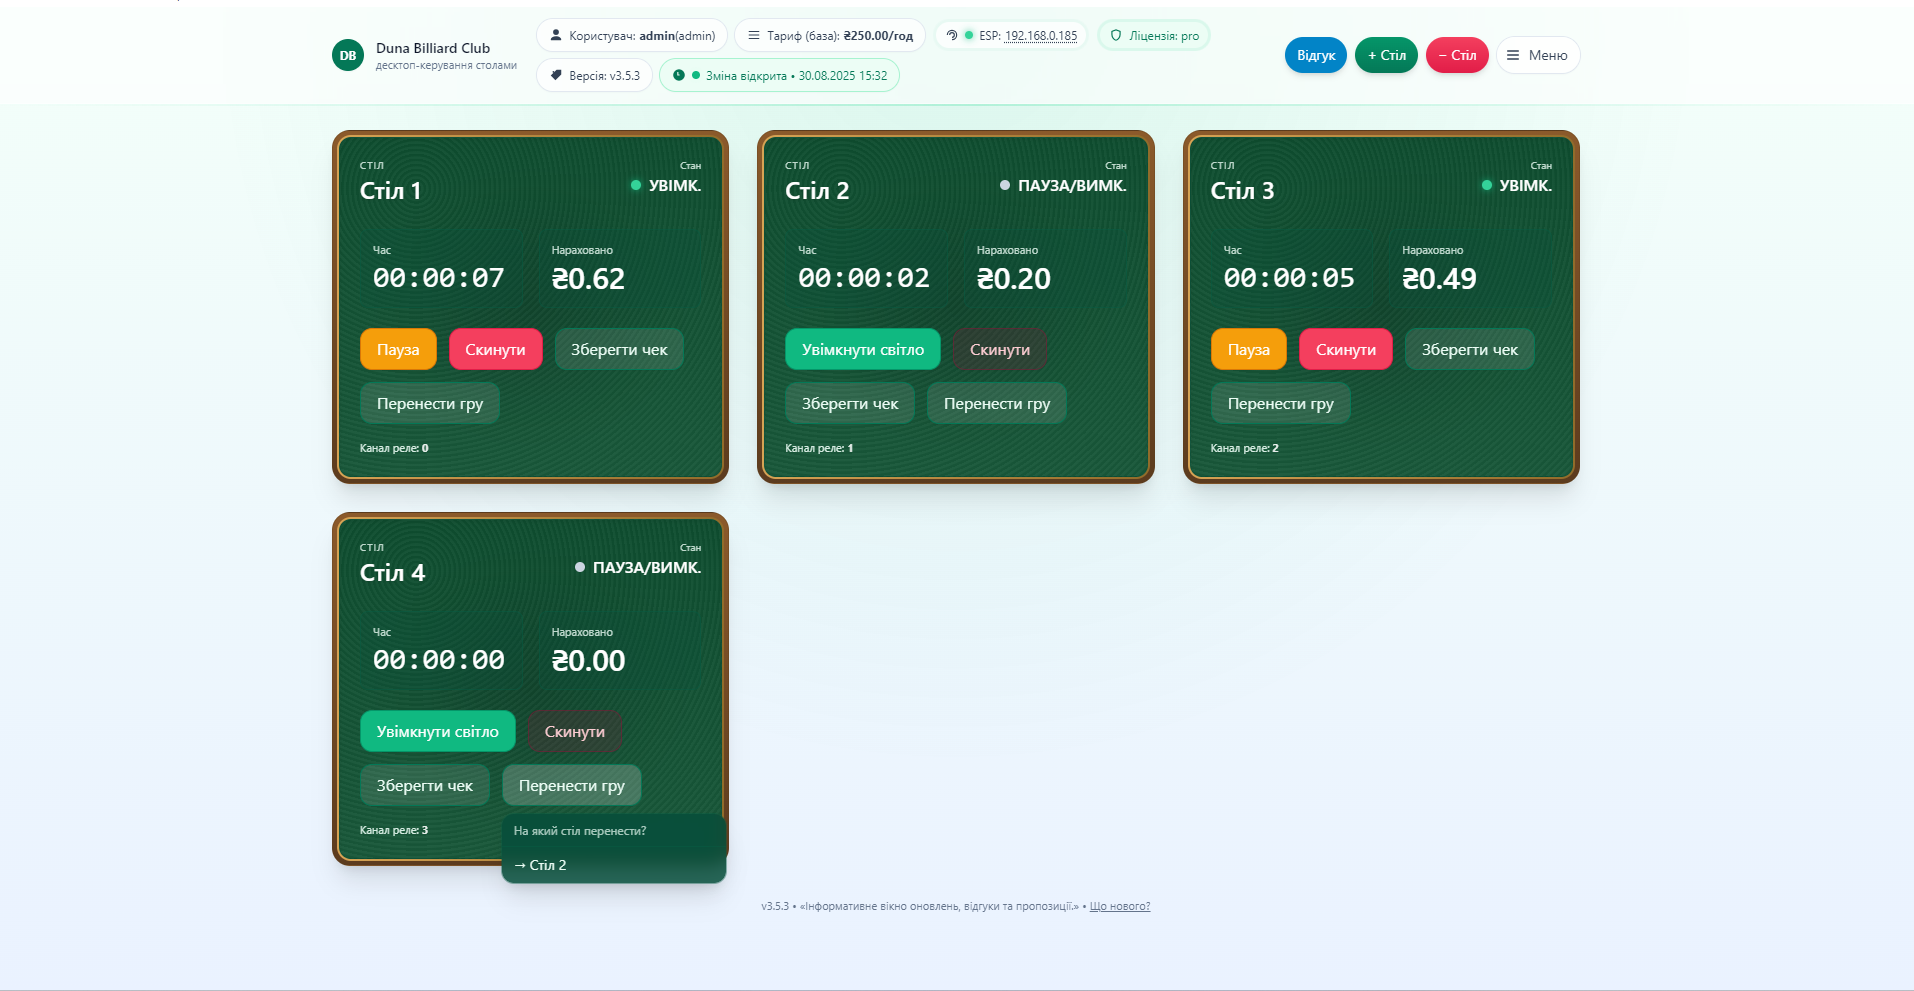 DB
Duna Billiard Club
десктоп-керування столами
Користувач: admin(admin)
Тариф (база): ₴250.00/год
ESP: 192.168.0.185
Ліцензія: pro
Версія: v3.5.3
Зміна відкрита • 30.08.2025 15:32
Відгук
+ Стіл
− Стіл
Меню
СТІЛ
Стан
Стіл 1
УВІМК.
Час
Нараховано
00:00:07
₴0.62
Пауза
Скинути
Зберегти чек
Перенести гру
Канал реле: 0
СТІЛ
Стан
Стіл 2
ПАУЗА/ВИМК.
Час
Нараховано
00:00:02
₴0.20
Увімкнути світло
Скинути
Зберегти чек
Перенести гру
Канал реле: 1
СТІЛ
Стан
Стіл 3
УВІМК.
Час
Нараховано
00:00:05
₴0.49
Пауза
Скинути
Зберегти чек
Перенести гру
Канал реле: 2
СТІЛ
Стан
Стіл 4
ПАУЗА/ВИМК.
Час
Нараховано
00:00:00
₴0.00
Увімкнути світло
Скинути
Зберегти чек
Перенести гру
Канал реле: 3
На який стіл перенести?
→ Стіл 2
v3.5.3 • «Інформативне вікно оновлень, відгуки та пропозиції.» • Що нового?